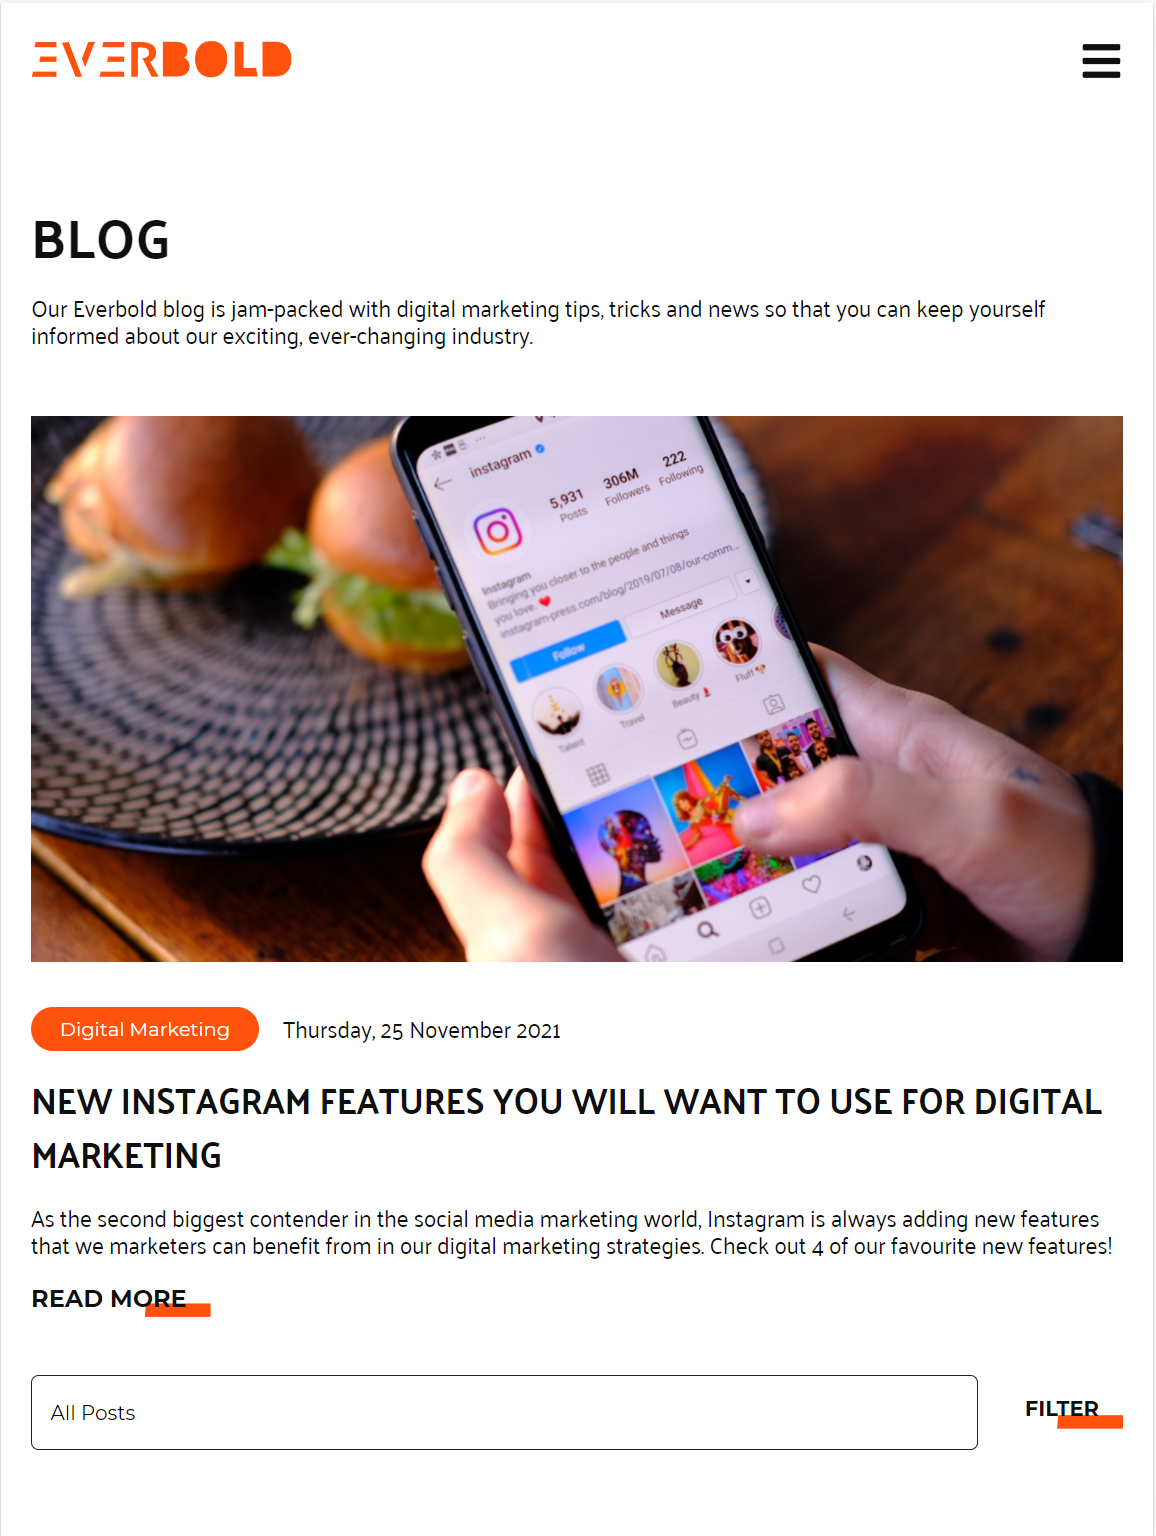 EVERBOLD
BLOG
Our Everbold blog is jam-packed with digital marketing tips, tricks and news so that you can keep yourself
informed about our exciting, ever-changing industry.
instagram
5,931 306M 222
Posts Followers Following
Instagram
Bringing you closer to the people and things
you love. ❤️
instagram-press.com/blog/2019/07/08/our-comm...
Follow Message
Talent Travel Beauty Fluff
Digital Marketing Thursday, 25 November 2021
NEW INSTAGRAM FEATURES YOU WILL WANT TO USE FOR DIGITAL
MARKETING
As the second biggest contender in the social media marketing world, Instagram is always adding new features
that we marketers can benefit from in our digital marketing strategies. Check out 4 of our favourite new features!
READ MORE
All Posts FILTER